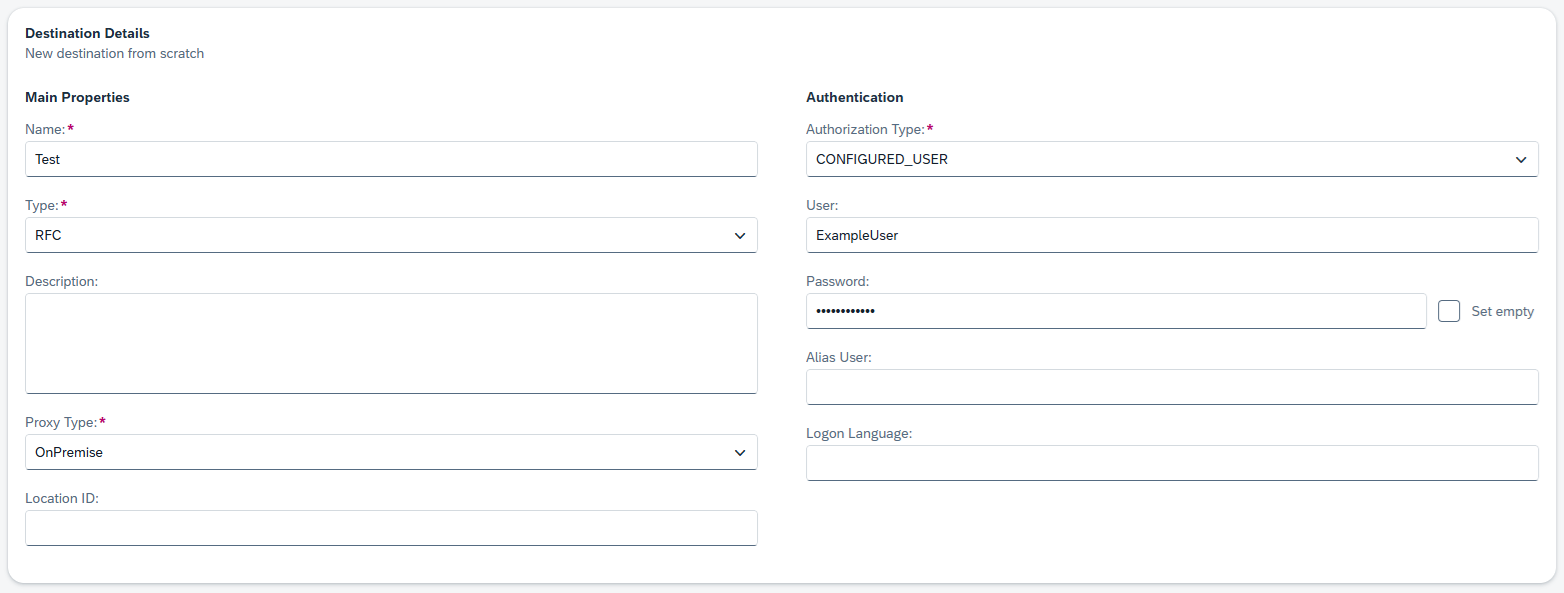 Destination Details
New destination from scratch
Main Properties
Name:*
Test
Type:*
RFC
Description:
Proxy Type:*
OnPremise
Location ID:
Authentication
Authorization Type:*
CONFIGURED_USER
User:
ExampleUser
Password:
••••••••••••
Set empty
Alias User:
Logon Language: